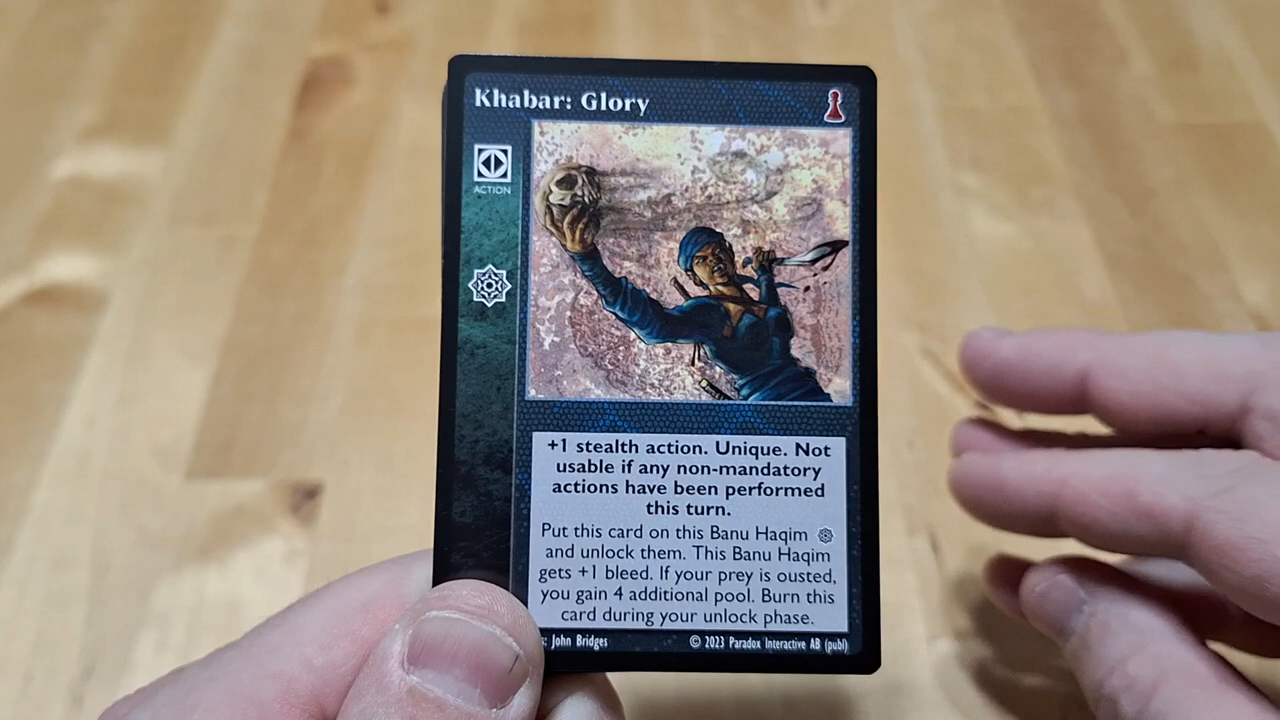 Khabar: Glory
ACTION
+1 stealth action. Unique. Not
usable if any non-mandatory
actions have been performed
this turn.
Put this card on this Banu Haqim
and unlock them. This Banu Haqim
gets +1 bleed. If your prey is ousted,
you gain 4 additional pool. Burn this
card during your unlock phase.
: John Bridges © 2023 Paradox Interactive AB (publ)